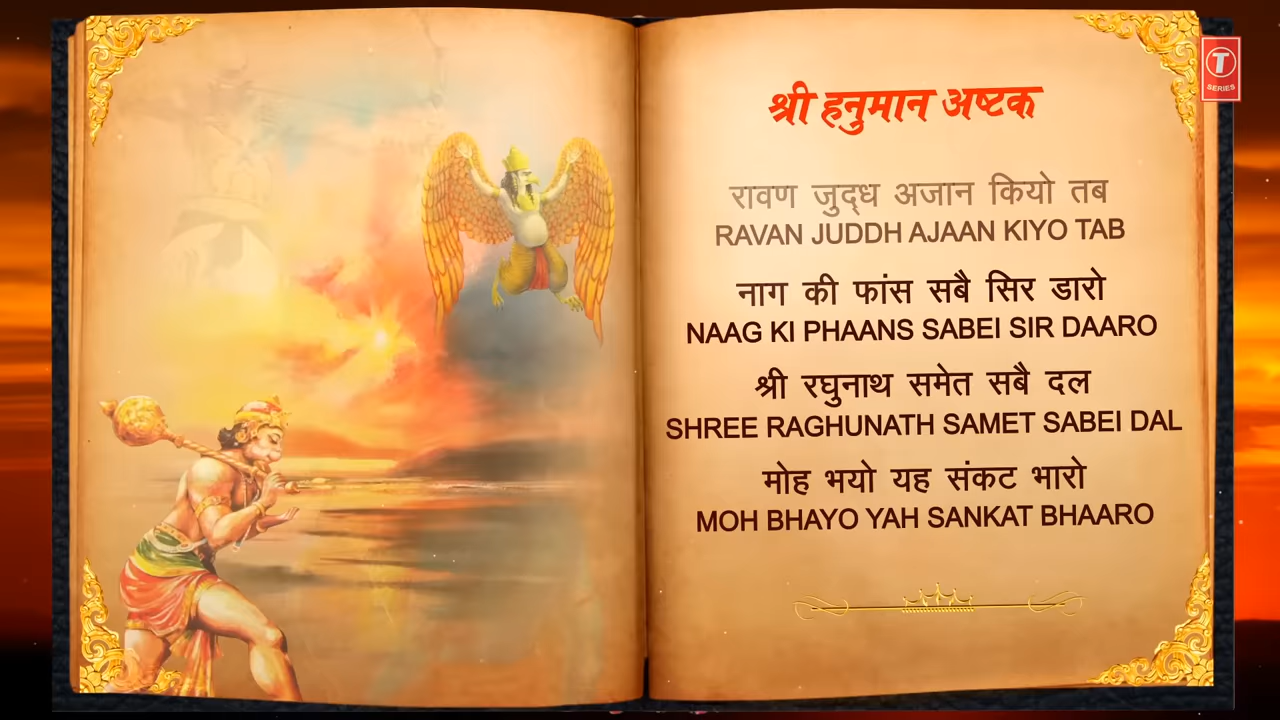 श्री हनुमान अष्टक
रावण जुद्ध अजान कियो तब
RAVAN JUDDH AJAAN KIYO TAB
नाग की फांस सबै सिर डारो
NAAG KI PHAANS SABEI SIR DAARO
श्री रघुनाथ समेत सबै दल
SHREE RAGHUNATH SAMET SABEI DAL
मोह भयो यह संकट भारो
MOH BHAYO YAH SANKAT BHAARO
T
SERIES